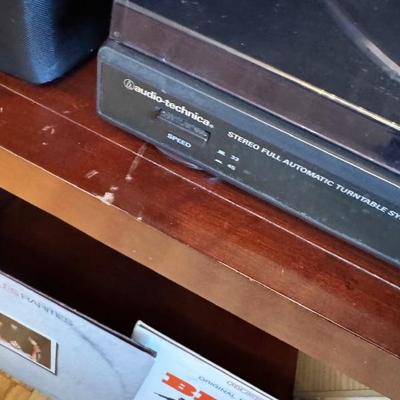 audio-technica
SPEED
33
45
STEREO FULL AUTOMATIC TURNTABLE SY
RARITIES
ORIGINAL